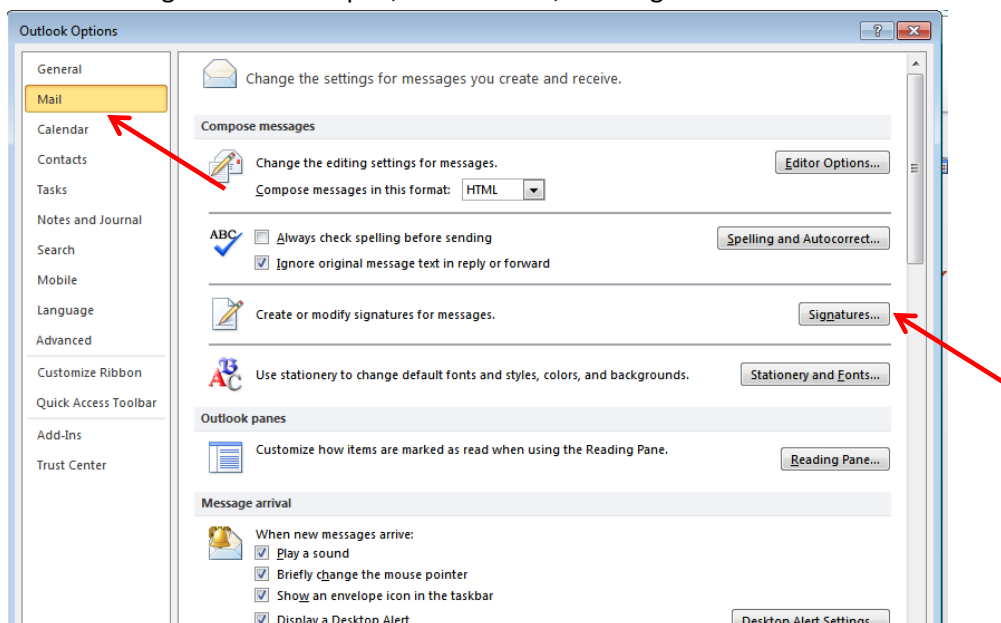 Outlook Options
General
Mail
Calendar
Contacts
Tasks
Notes and Journal
Search
Mobile
Language
Advanced
Customize Ribbon
Quick Access Toolbar
Add-Ins
Trust Center
Change the settings for messages you create and receive.
Compose messages
Change the editing settings for messages.
Editor Options...
Compose messages in this format: HTML
ABC
Always check spelling before sending
Spelling and Autocorrect...
Ignore original message text in reply or forward
Create or modify signatures for messages.
Signatures...
Use stationery to change default fonts and styles, colors, and backgrounds.
Stationery and Fonts...
Outlook panes
Customize how items are marked as read when using the Reading Pane.
Reading Pane...
Message arrival
When new messages arrive:
Play a sound
Briefly change the mouse pointer
Show an envelope icon in the taskbar
Display a Desktop Alert
Desktop Alert Settings...